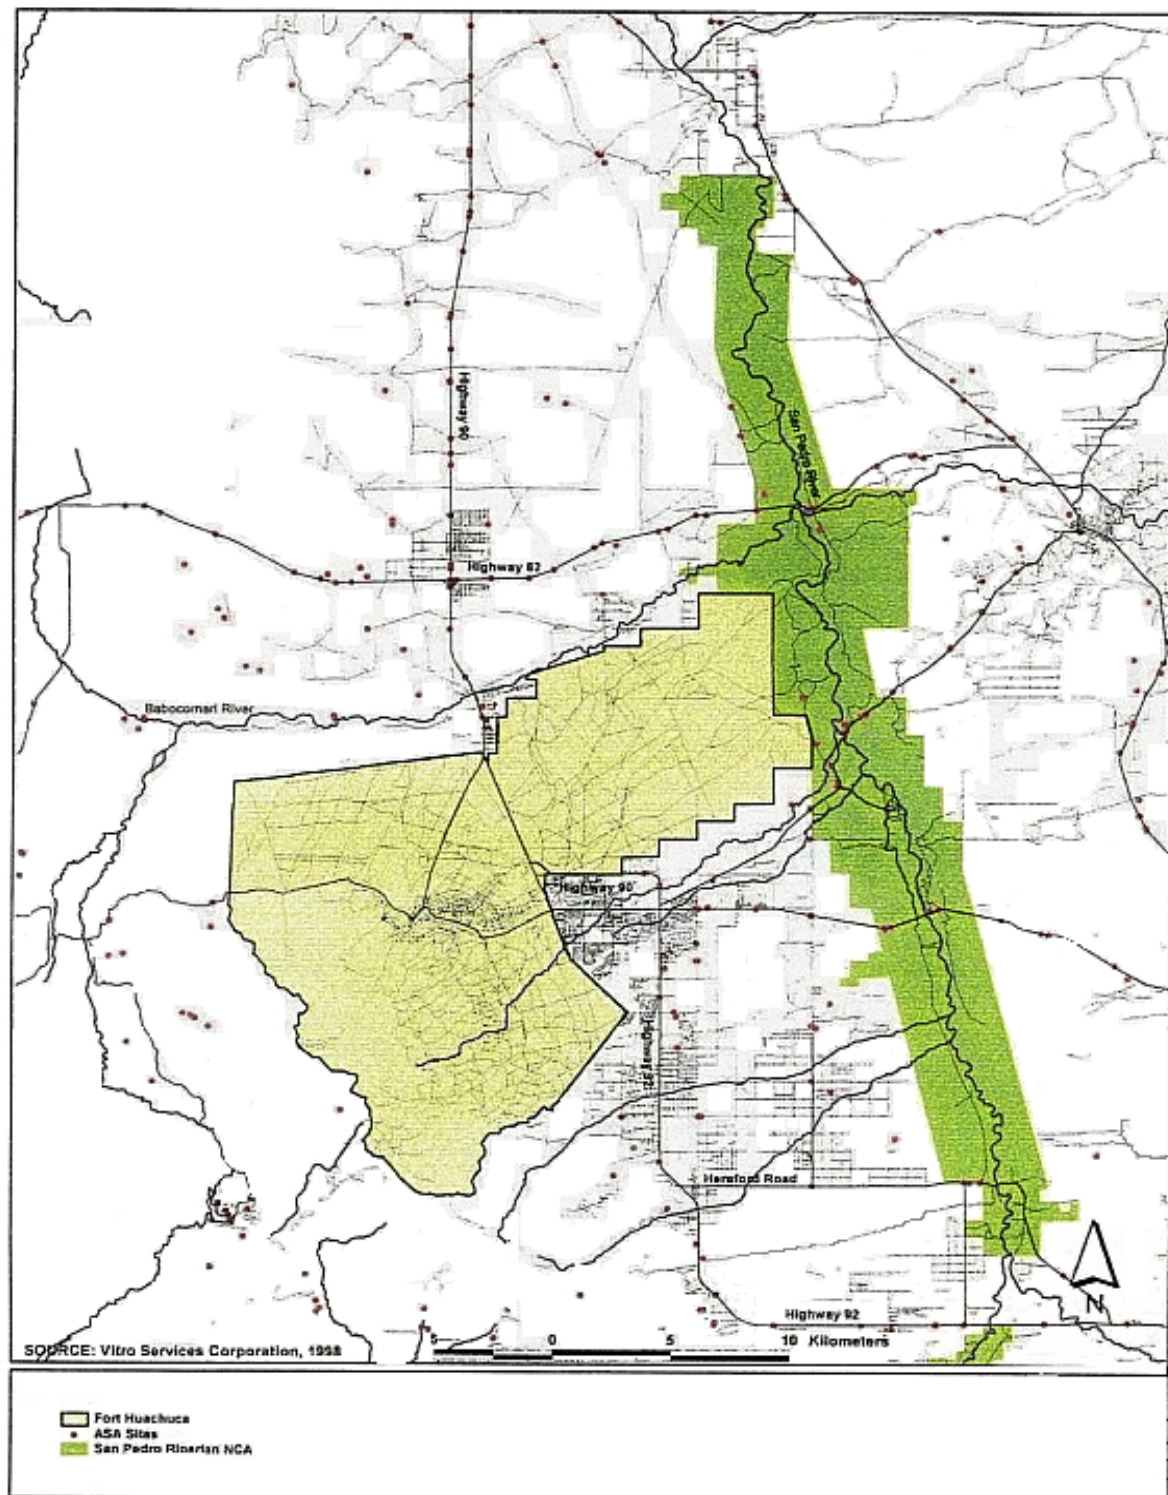 Highway 90
San Pedro River
Highway 82
Babocomari River
Highway 90
Highway 92
Hereford Road
N
Highway 92
5 0 5 10 Kilometers
SOURCE: Vitro Services Corporation, 1998
Fort Huachuca
ASA Sites
San Pedro Riparian NCA